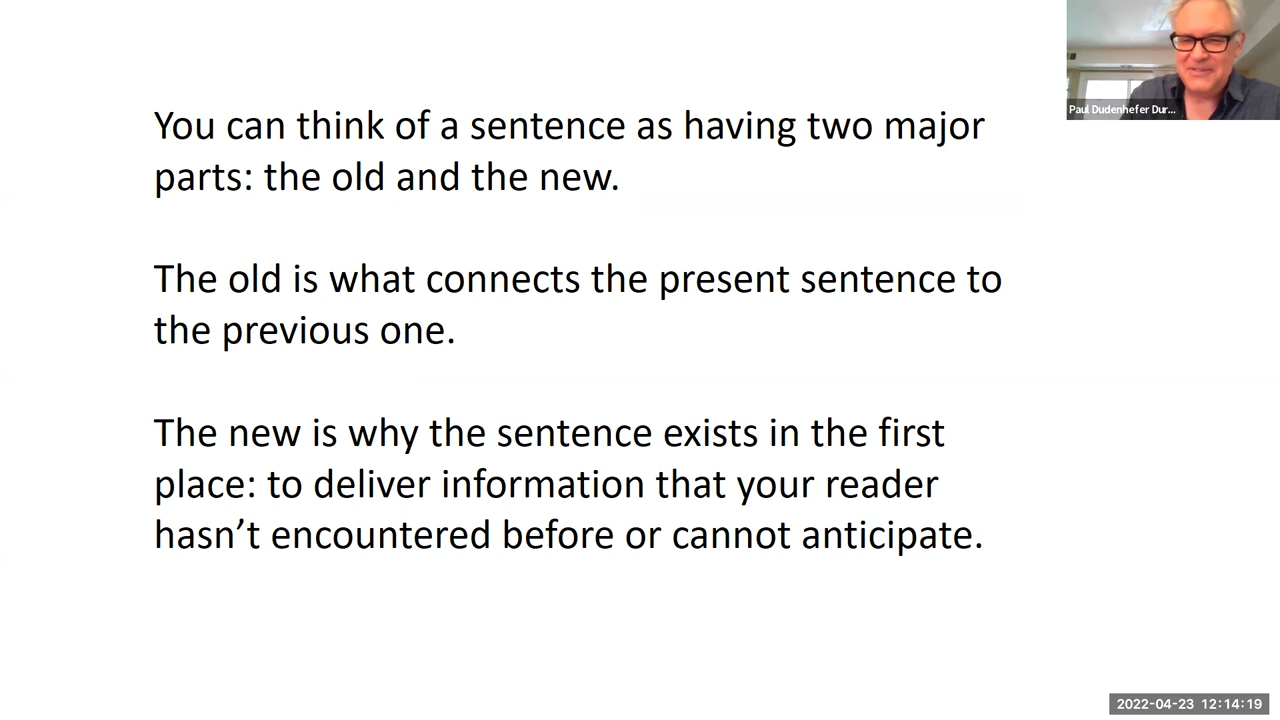 You can think of a sentence as having two major
parts: the old and the new.
The old is what connects the present sentence to
the previous one.
The new is why the sentence exists in the first
place: to deliver information that your reader
hasn’t encountered before or cannot anticipate.
Paul Dudenhefer Dur...
2022-04-23 12:14:19